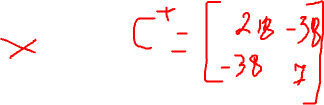 × C⁺ = [ 218 -38
-38 7 ]